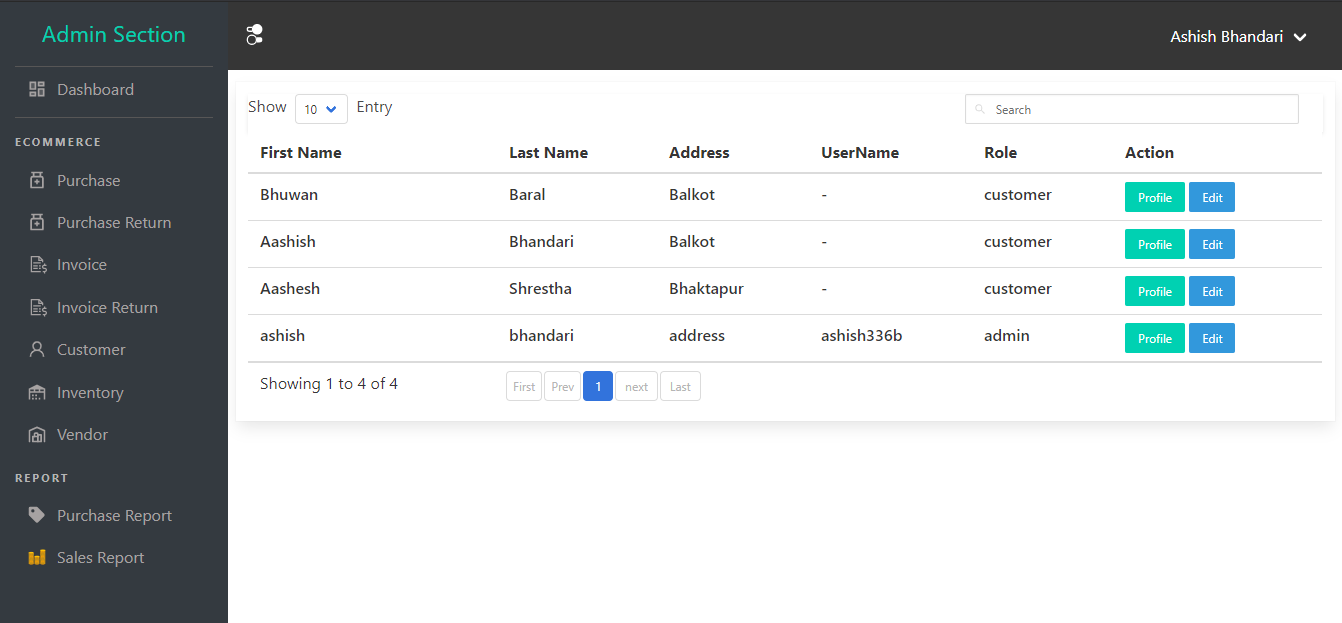 Admin Section
Ashish Bhandari
Dashboard
ECOMMERCE
Purchase
Purchase Return
Invoice
Invoice Return
Customer
Inventory
Vendor
REPORT
Purchase Report
Sales Report
Show 10 Entry
Search
First Name Last Name Address UserName Role Action
Bhuwan Baral Balkot - customer Profile Edit
Aashish Bhandari Balkot - customer Profile Edit
Aashesh Shrestha Bhaktapur - customer Profile Edit
ashish bhandari address ashish336b admin Profile Edit
Showing 1 to 4 of 4 First Prev 1 next Last